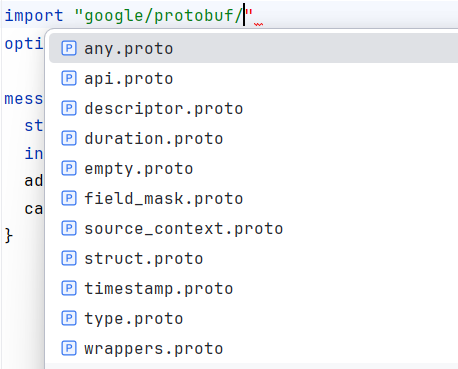 import "google/protobuf/"
opti
mess
st
in
ad
ca
}
P any.proto
P api.proto
P descriptor.proto
P duration.proto
P empty.proto
P field_mask.proto
P source_context.proto
P struct.proto
P timestamp.proto
P type.proto
P wrappers.proto